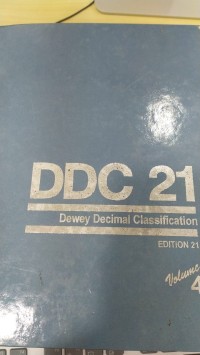 DDC 21
Dewey Decimal Classification
EDITION 21
Volume
4